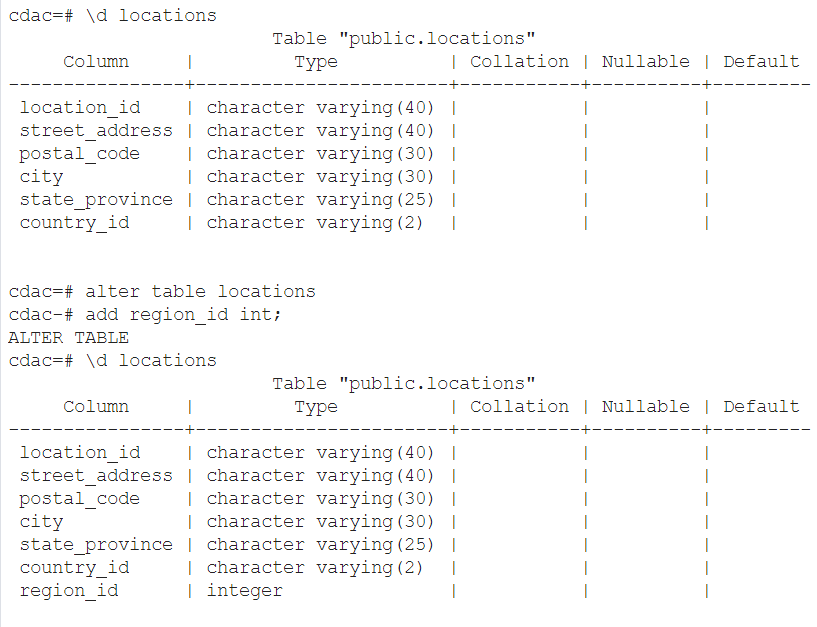 cdac=# \d locations
                        Table "public.locations"
     Column     |         Type          | Collation | Nullable | Default
----------------+-----------------------+-----------+----------+---------
 location_id    | character varying(40) |           |          |
 street_address | character varying(40) |           |          |
 postal_code    | character varying(30) |           |          |
 city           | character varying(30) |           |          |
 state_province | character varying(25) |           |          |
 country_id     | character varying(2)  |           |          |
cdac=# alter table locations
cdac-# add region_id int;
ALTER TABLE
cdac=# \d locations
                        Table "public.locations"
     Column     |         Type          | Collation | Nullable | Default
----------------+-----------------------+-----------+----------+---------
 location_id    | character varying(40) |           |          |
 street_address | character varying(40) |           |          |
 postal_code    | character varying(30) |           |          |
 city           | character varying(30) |           |          |
 state_province | character varying(25) |           |          |
 country_id     | character varying(2)  |           |          |
 region_id      | integer               |           |          |